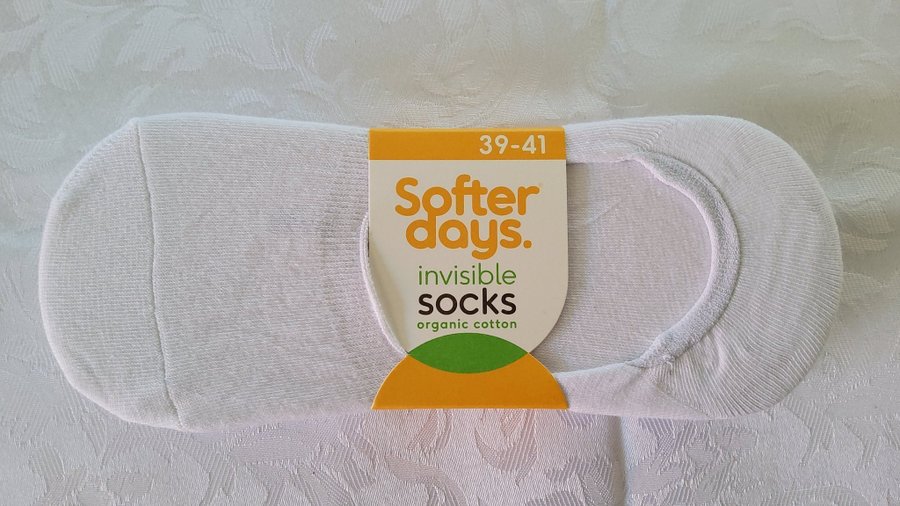 39-41
Softer
days.
invisible
socks
organic cotton